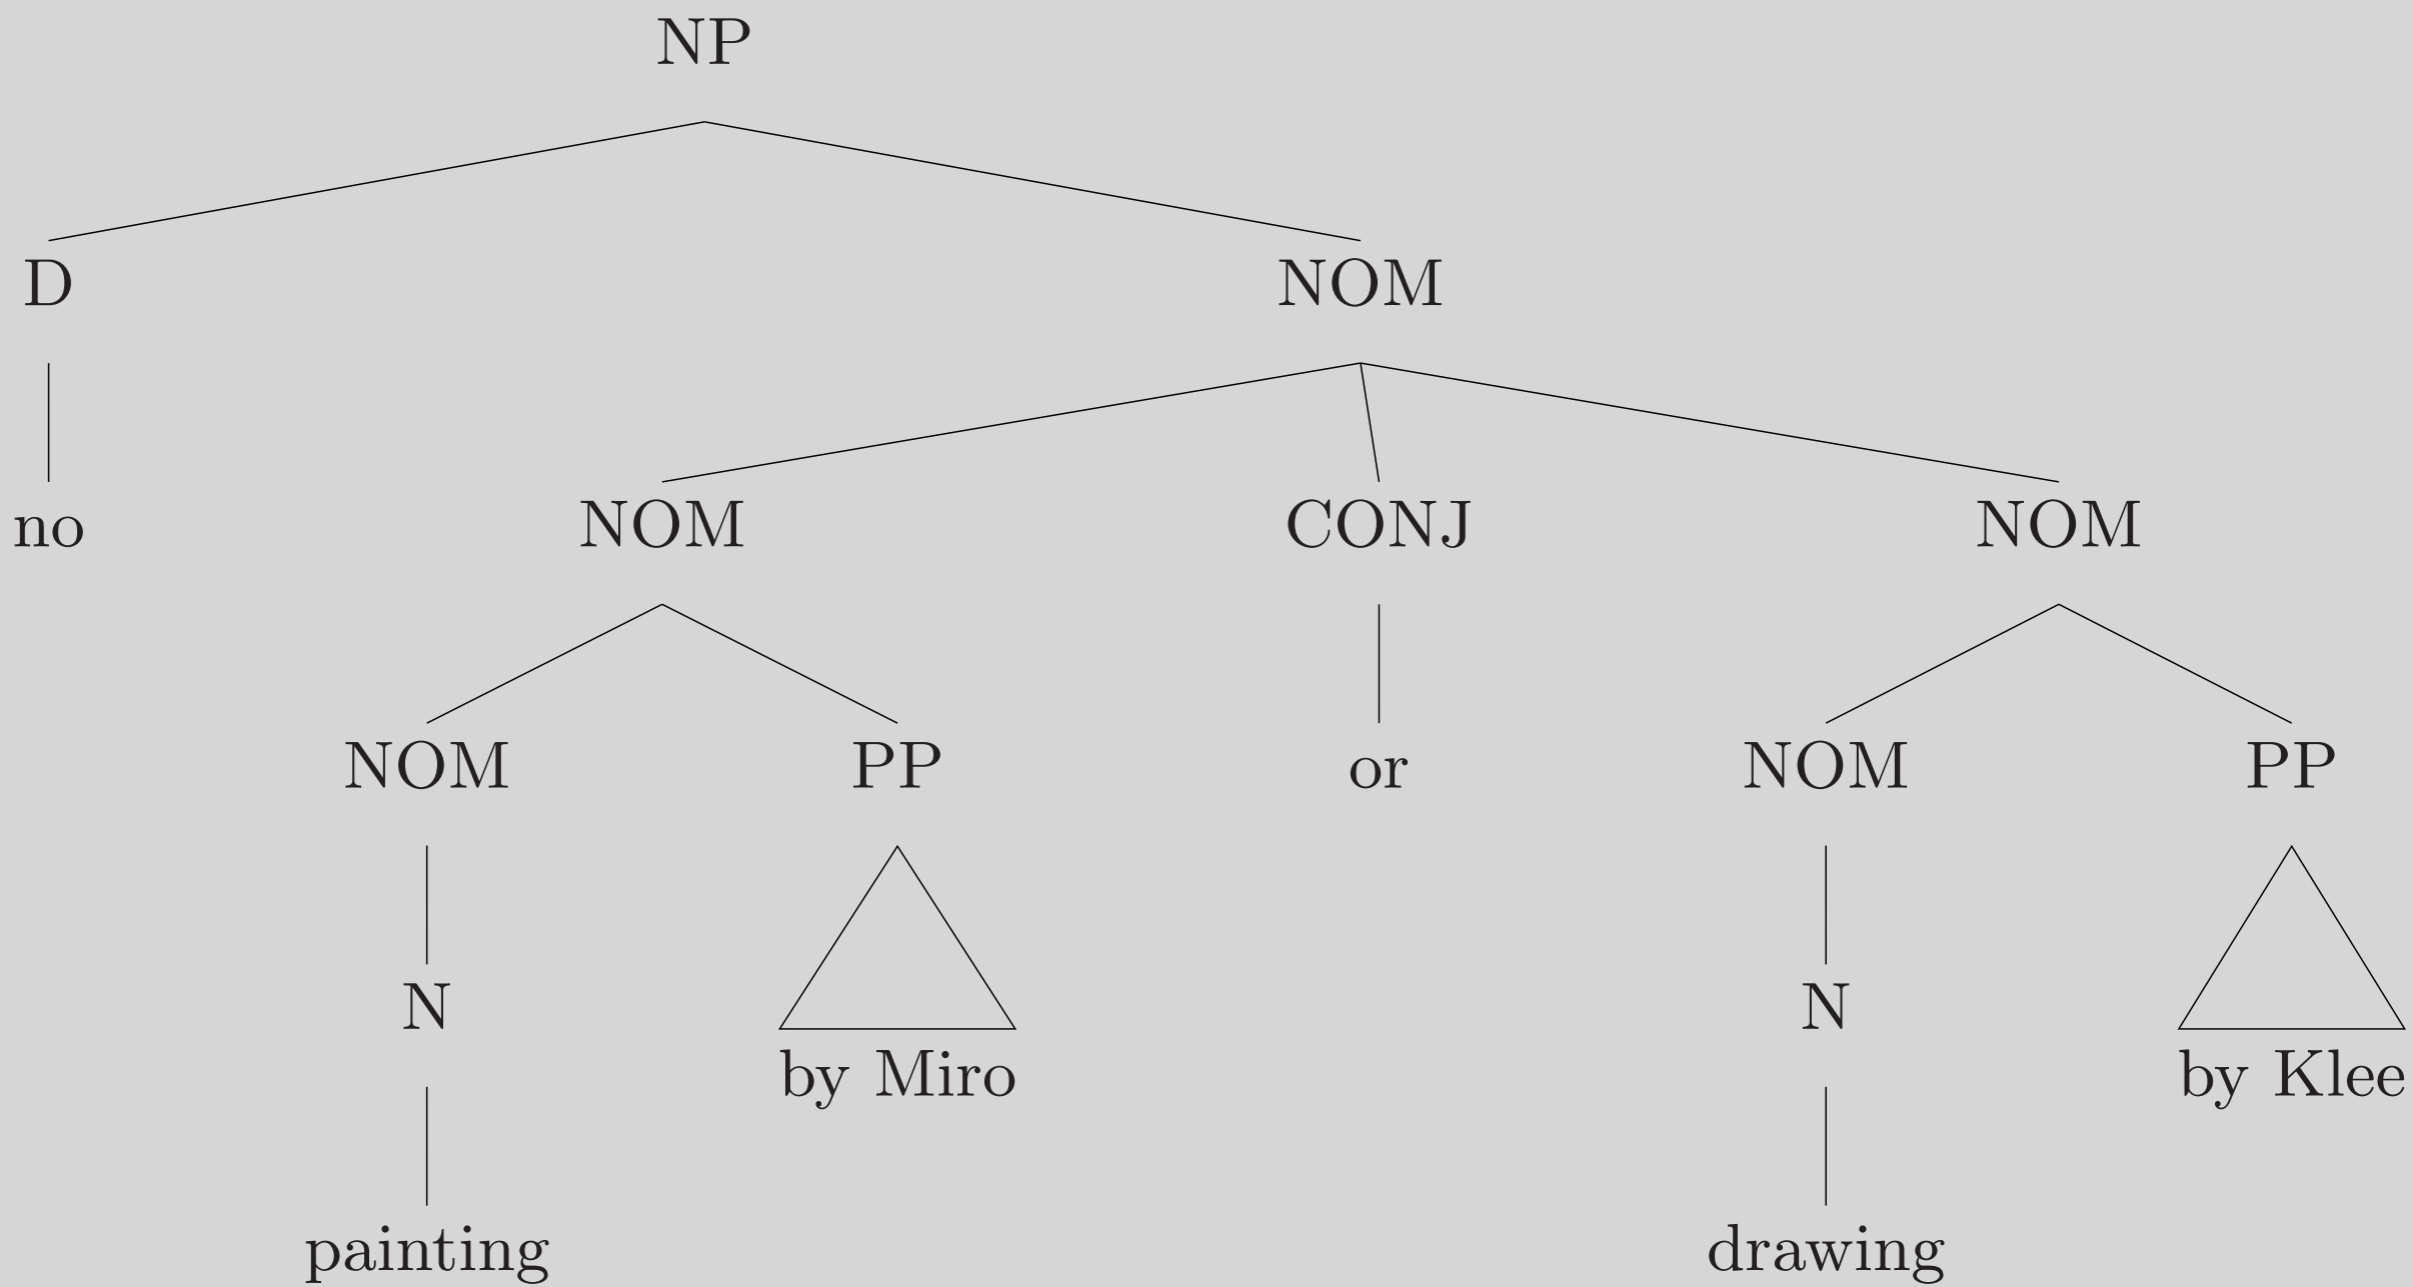 NP
D NOM
no NOM CONJ NOM
NOM PP or NOM PP
N N
by Miro by Klee
painting drawing